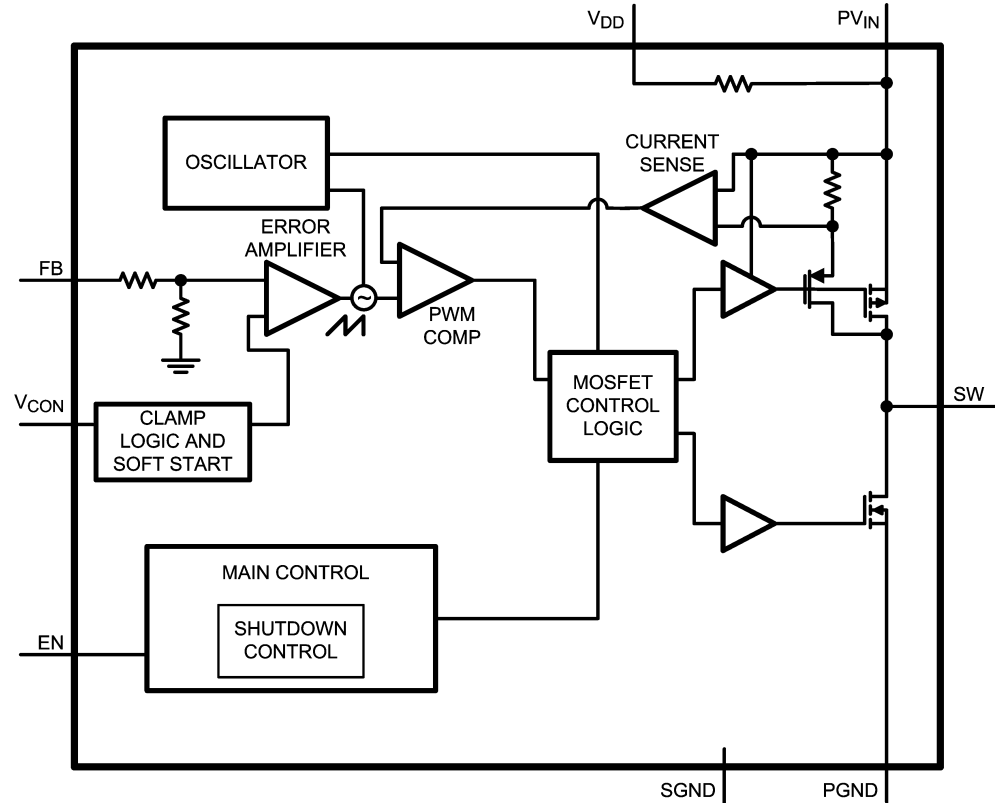 VDD
PVIN
OSCILLATOR
CURRENT
SENSE
ERROR
AMPLIFIER
FB
~
PWM
COMP
MOSFET
CONTROL
LOGIC
VCON
CLAMP
LOGIC AND
SOFT START
SW
MAIN CONTROL
SHUTDOWN
CONTROL
EN
SGND
PGND